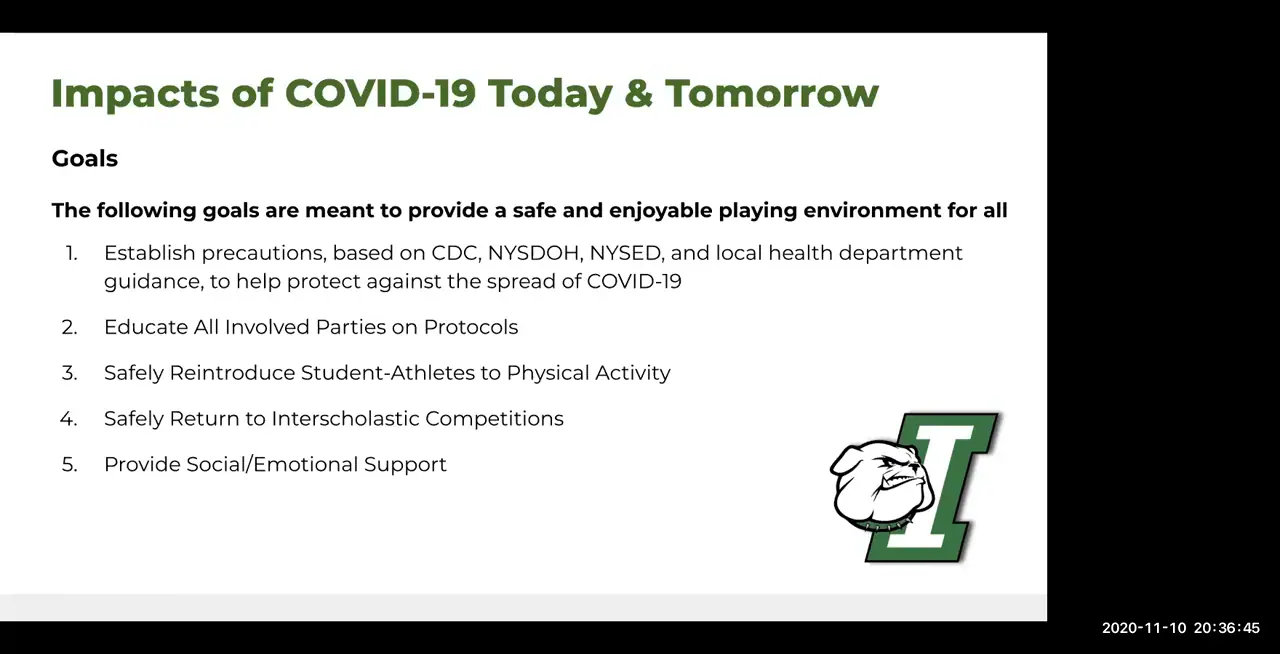 Impacts of COVID-19 Today & Tomorrow
Goals
The following goals are meant to provide a safe and enjoyable playing environment for all
1. Establish precautions, based on CDC, NYSDOH, NYSED, and local health department
guidance, to help protect against the spread of COVID-19
2. Educate All Involved Parties on Protocols
3. Safely Reintroduce Student-Athletes to Physical Activity
4. Safely Return to Interscholastic Competitions
5. Provide Social/Emotional Support
I
2020-11-10 20:36:45